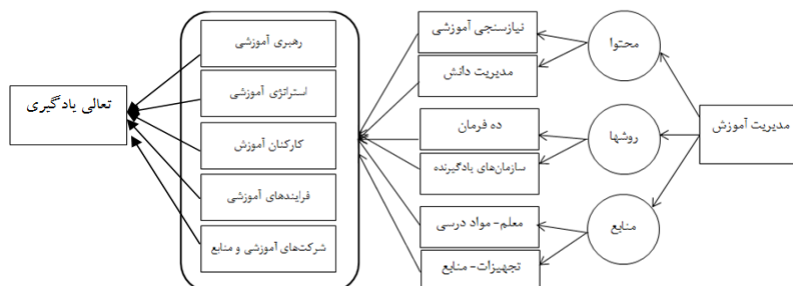 مدیریت آموزش
محتوا
روشها
منابع
نیازسنجی آموزشی
مدیریت دانش
ده فرمان
سازمان‌های یادگیرنده
معلم- مواد درسی
تجهیزات- منابع
رهبری آموزشی
استراتژی آموزشی
کارکنان آموزش
فرایندهای آموزشی
شرکت‌های آموزشی و منابع
تعالی یادگیری